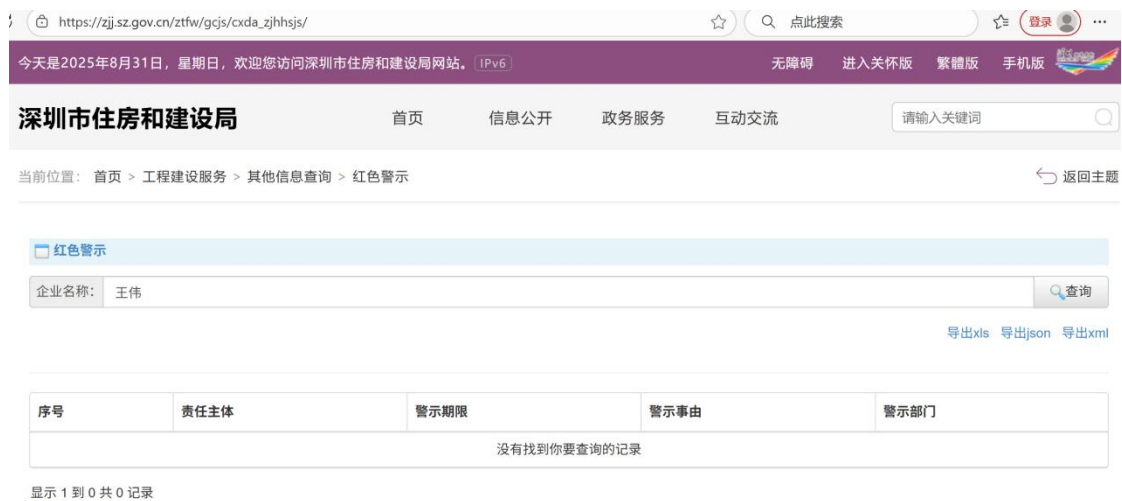 https://zjj.sz.gov.cn/ztfw/gcjs/cxda_zjhhsjs/ 点此搜索 登录
今天是2025年8月31日，星期日，欢迎您访问深圳市住房和建设局网站。 IPv6 无障碍 进入关怀版 繁體版 手机版
深圳市住房和建设局 首页 信息公开 政务服务 互动交流 请输入关键词
当前位置： 首页 > 工程建设服务 > 其他信息查询 > 红色警示 返回主题
红色警示
企业名称： 王伟 查询
导出xls 导出json 导出xml
序号 责任主体 警示期限 警示事由 警示部门
没有找到你要查询的记录
显示 1 到 0 共 0 记录